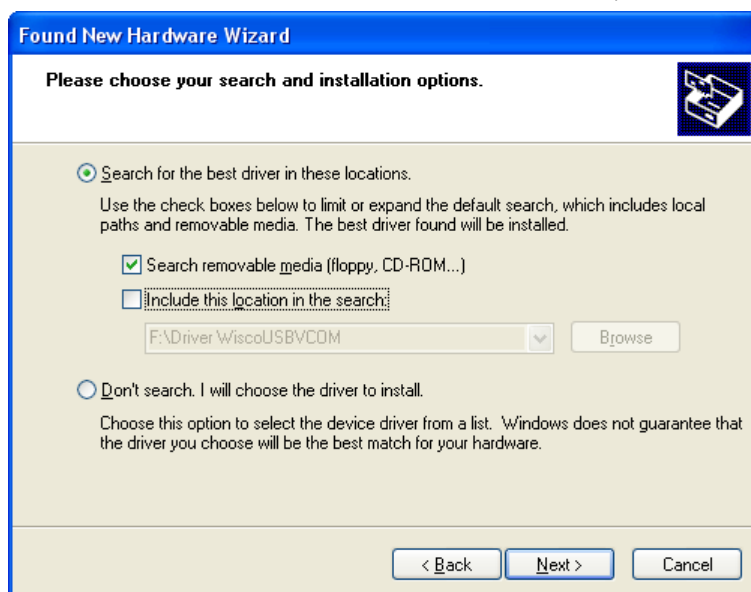 Found New Hardware Wizard
Please choose your search and installation options.
Search for the best driver in these locations.
Use the check boxes below to limit or expand the default search, which includes local
paths and removable media. The best driver found will be installed.
Search removable media (floppy, CD-ROM...)
Include this location in the search:
F:\Driver WiscoUSBVCOM
Browse
Don't search. I will choose the driver to install.
Choose this option to select the device driver from a list. Windows does not guarantee that
the driver you choose will be the best match for your hardware.
< Back Next > Cancel